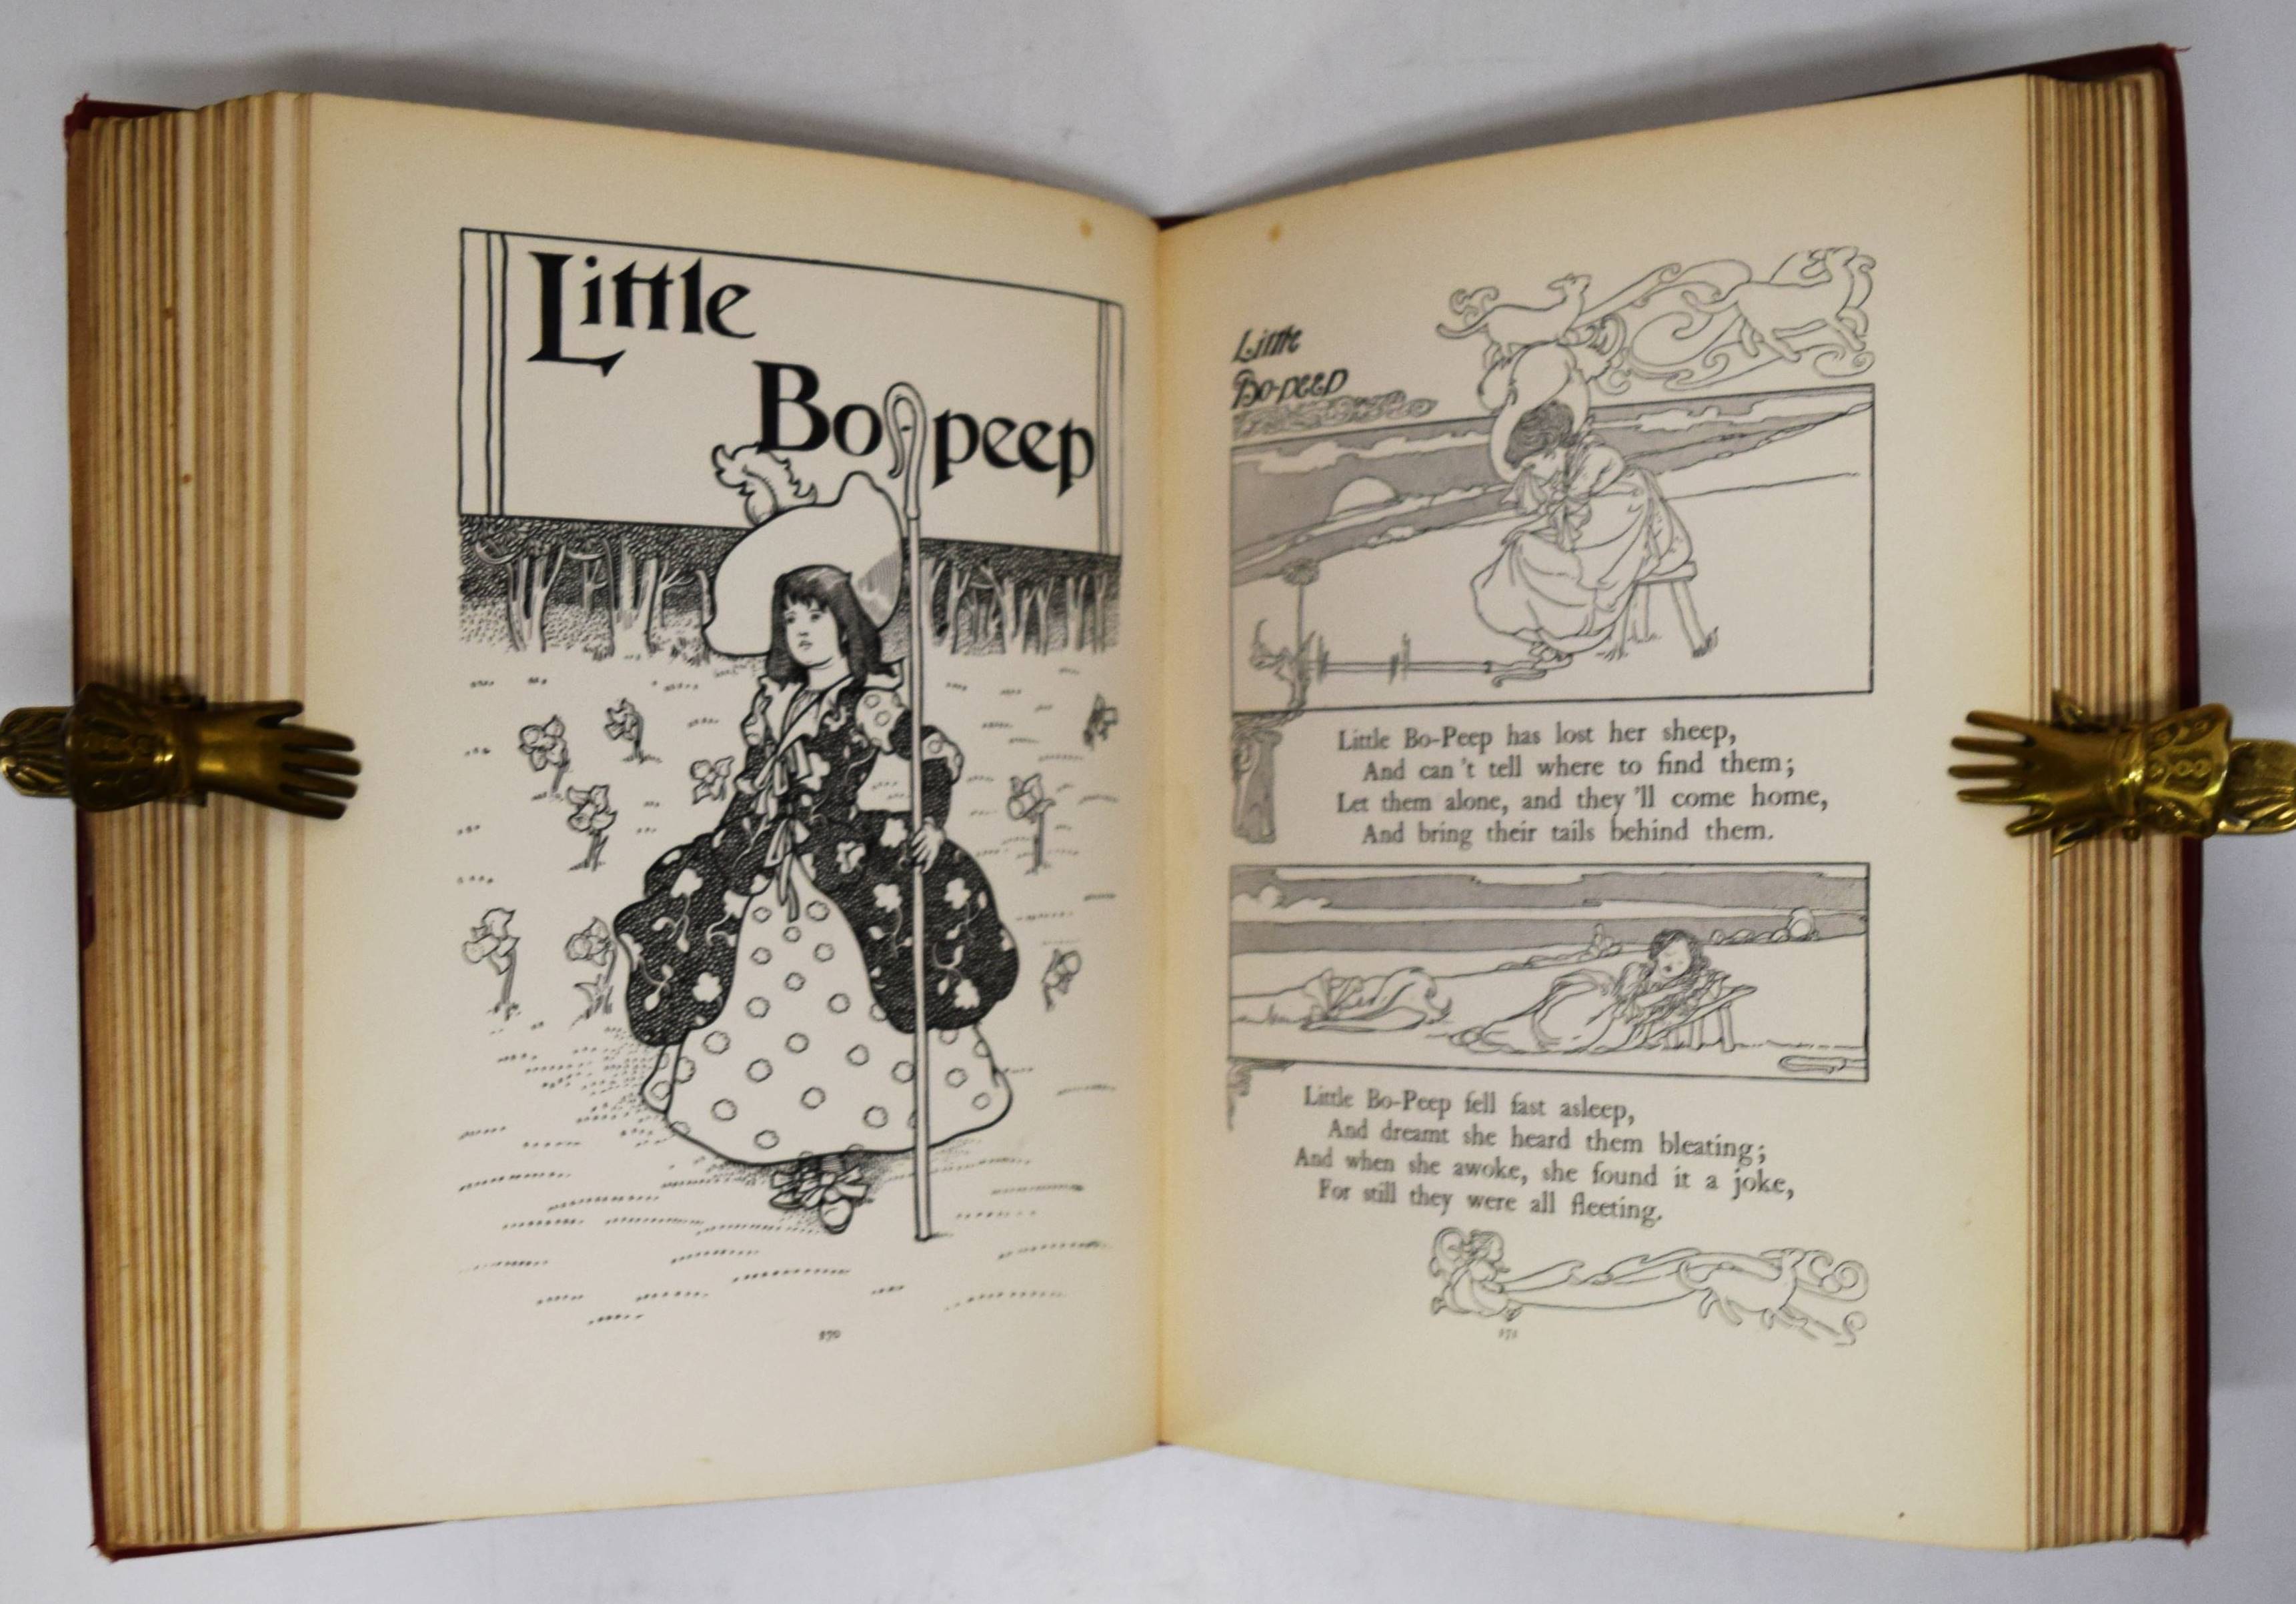 Little
Bo peep
170
Little
Bo-peep
Little Bo-Peep has lost her sheep,
And can't tell where to find them;
Let them alone, and they'll come home,
And bring their tails behind them.
Little Bo-Peep fell fast asleep,
And dreamt she heard them bleating;
And when she awoke, she found it a joke,
For still they were all fleeting.
171